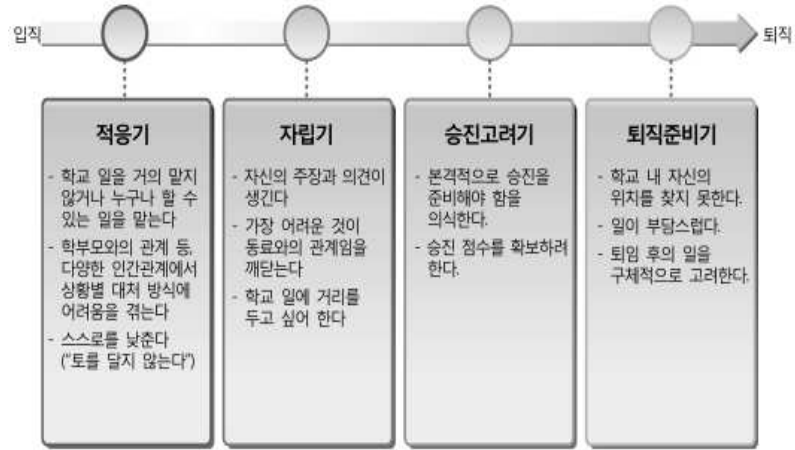 입직
퇴직
적응기
- 학교 일을 거의 맡지
않거나 누구나 할 수
있는 일을 맡는다
- 학부모와의 관계 등,
다양한 인간관계에서
상황별 대처 방식에
어려움을 겪는다
- 스스로를 낮춘다
("토를 달지 않는다")
자립기
- 자신의 주장과 의견이
생긴다
- 가장 어려운 것이
동료와의 관계임을
깨닫는다
- 학교 일에 거리를
두고 싶어 한다
승진고려기
- 본격적으로 승진을
준비해야 함을
의식한다.
- 승진 점수를 확보하려
한다.
퇴직준비기
- 학교 내 자신의
위치를 찾지 못한다.
- 일이 부담스럽다.
- 퇴임 후의 일을
구체적으로 고려한다.